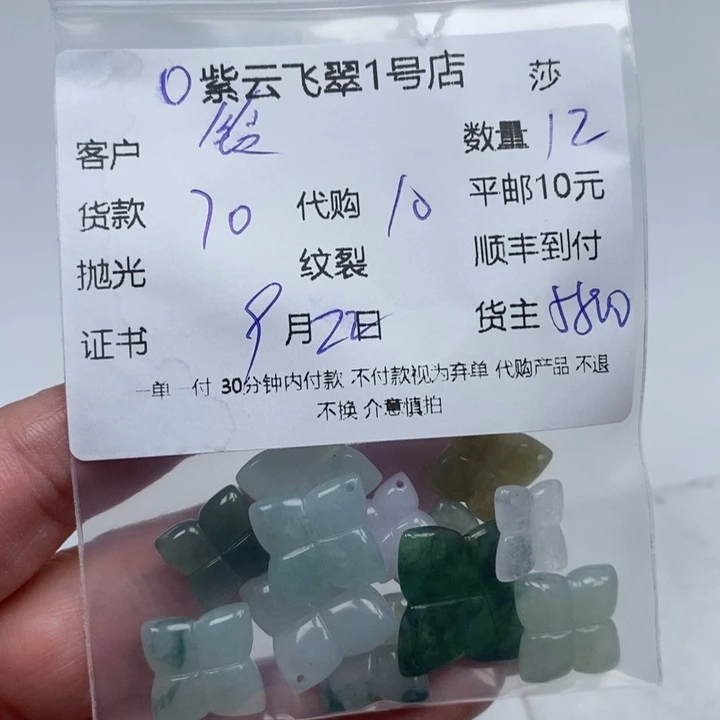 0紫云飞翠1号店 莎
客户 数量 12
货款 70 代购 10 平邮10元
抛光 纹裂 顺丰到付
证书 9月22日 货主
一单一付 30分钟内付款 不付款视为弃单 代购产品 不退
不换 介意慎拍